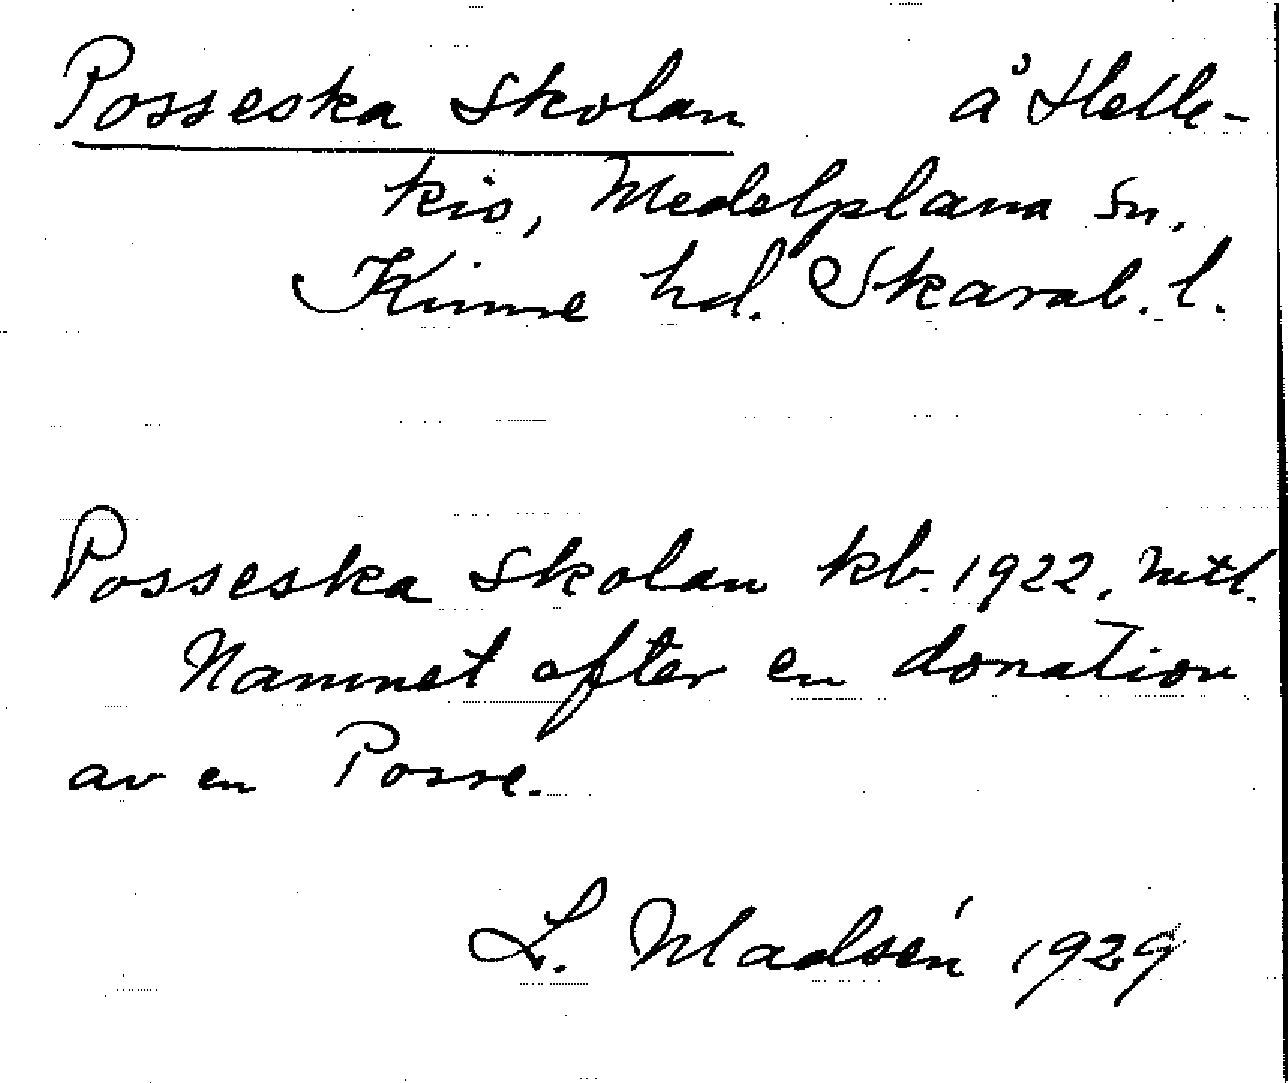 Posseska Skolan å Helle-
kis, Medelplana sn.
Kinne hd. Skarab. l.
Posseska Skolan kb. 1922, mtl.
Namnet efter en donation
av en Posse.
L. Madsén 1929